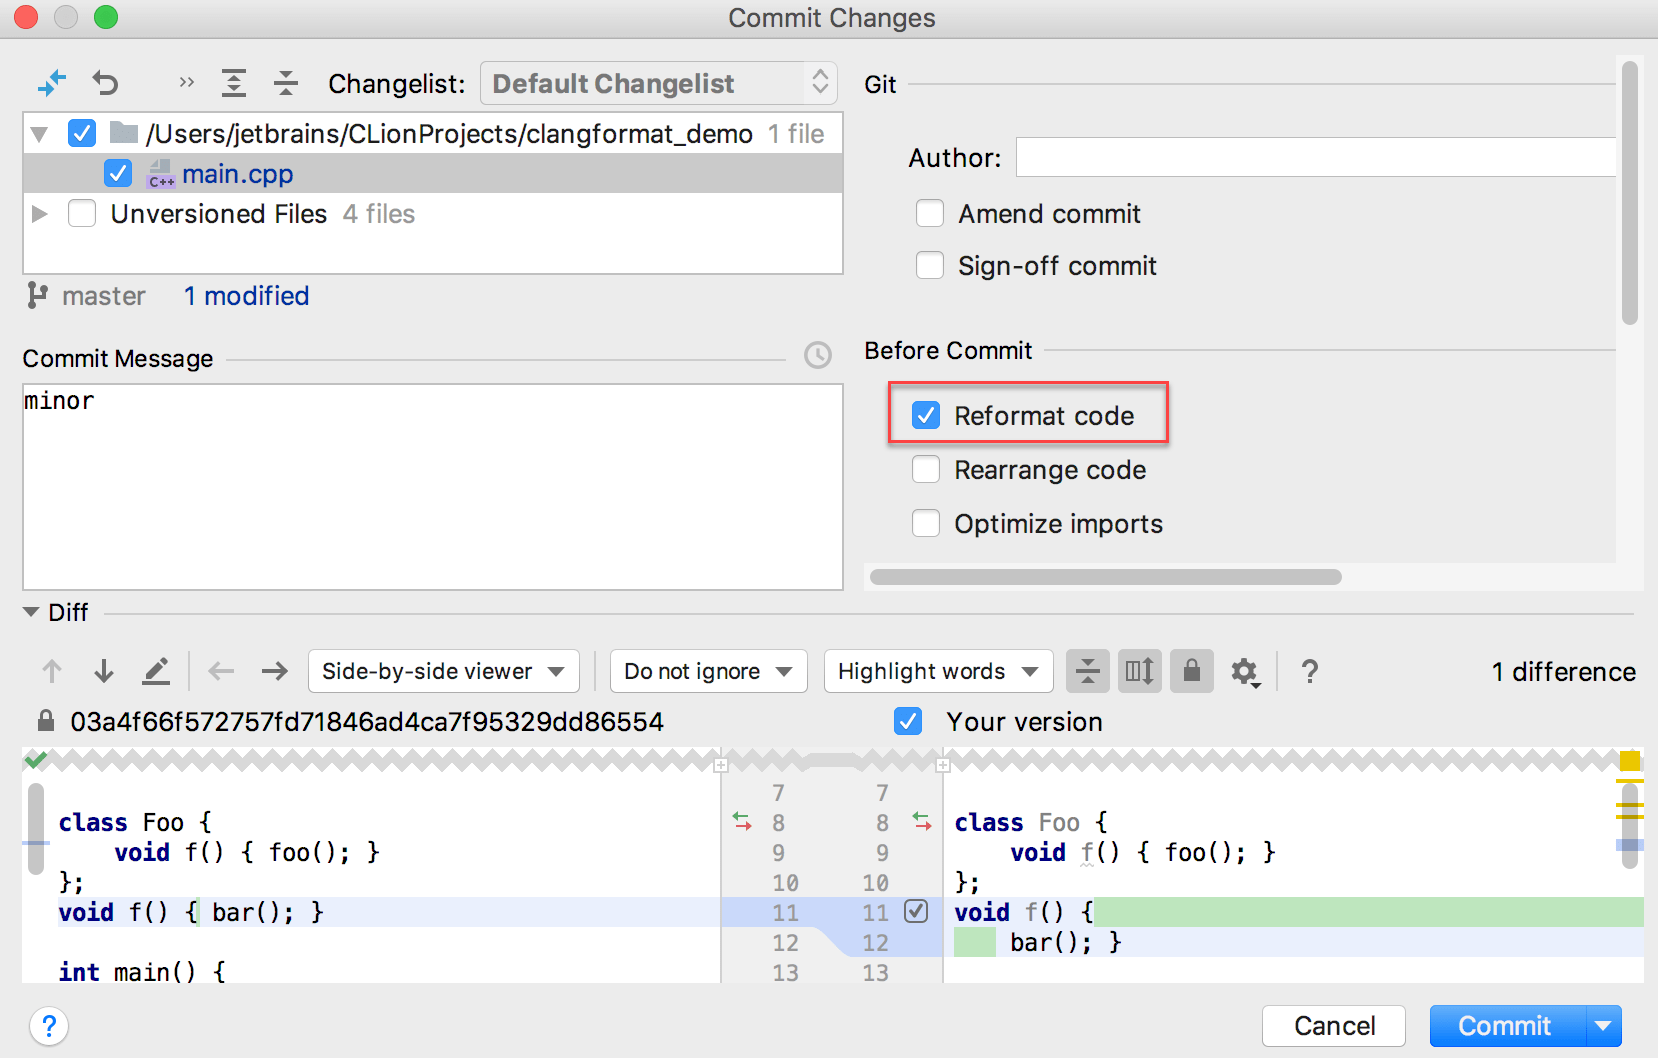 Commit Changes
Changelist: Default Changelist
/Users/jetbrains/CLionProjects/clangformat_demo 1 file
C++ main.cpp
Unversioned Files 4 files
master 1 modified
Commit Message
minor
Git
Author:
Amend commit
Sign-off commit
Before Commit
Reformat code
Rearrange code
Optimize imports
Diff
Side-by-side viewer Do not ignore Highlight words ? 1 difference
03a4f66f572757fd71846ad4ca7f95329dd86554 Your version
7 7
class Foo { 8 8 class Foo {
void f() { foo(); } 9 9 void f() { foo(); }
}; 10 10 };
void f() { bar(); } 11 11 void f() {
12 12 bar(); }
int main() { 13 13
? Cancel Commit